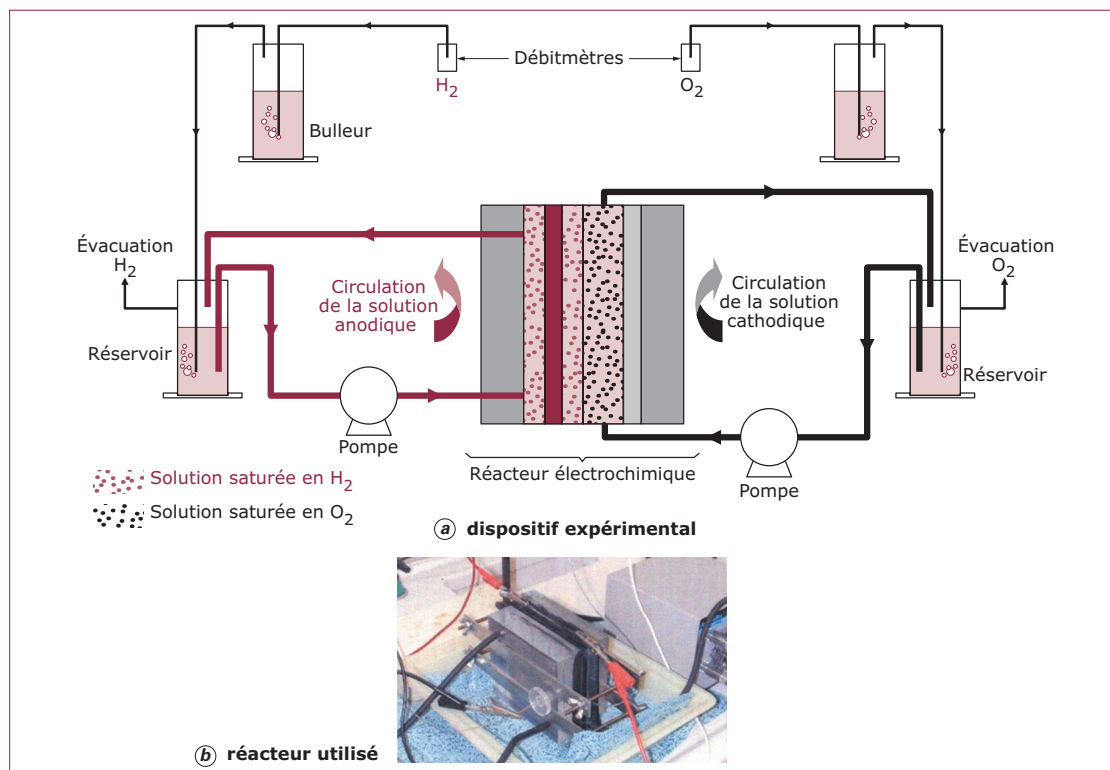 Débitmètres
H2
O2
Bulleur
Évacuation
H2
Évacuation
O2
Circulation
de la solution
anodique
Circulation
de la solution
cathodique
Réservoir
Réservoir
Pompe
Réacteur électrochimique
Pompe
Solution saturée en H2
Solution saturée en O2
a dispositif expérimental
b réacteur utilisé